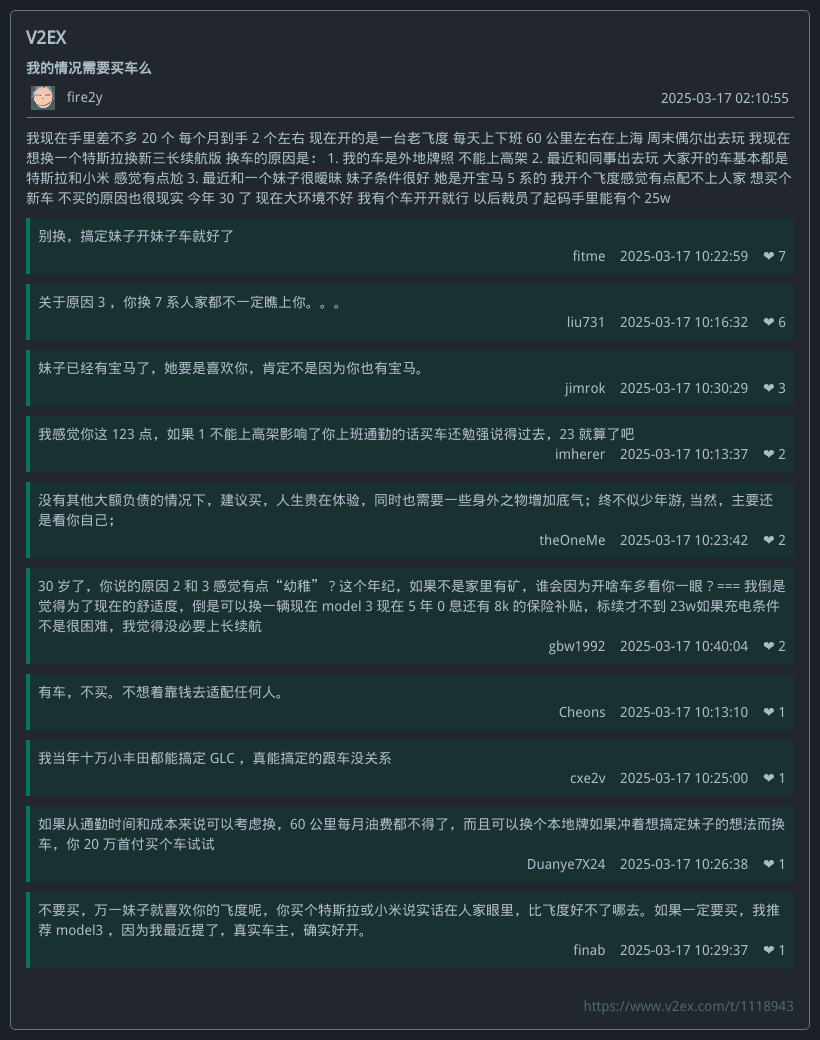 V2EX
我的情况需要买车么
fire2y 2025-03-17 02:10:55
我现在手里差不多 20 个 每个月到手 2 个左右 现在开的是一台老飞度 每天上下班 60 公里左右在上海 周末偶尔出去玩 我现在
想换一个特斯拉换新三长续航版 换车的原因是： 1. 我的车是外地牌照 不能上高架 2. 最近和同事出去玩 大家开的车基本都是
特斯拉和小米 感觉有点尬 3. 最近和一个妹子很暧昧 妹子条件很好 她是开宝马 5 系的 我开个飞度感觉有点配不上人家 想买个
新车 不买的原因也很现实 今年 30 了 现在大环境不好 我有个车开开就行 以后裁员了起码手里能有个 25w
别换，搞定妹子开妹子车就好了
fitme 2025-03-17 10:22:59 ❤ 7
关于原因 3 ，你换 7 系人家都不一定瞧上你。。。
liu731 2025-03-17 10:16:32 ❤ 6
妹子已经有宝马了，她要是喜欢你，肯定不是因为你也有宝马。
jimrok 2025-03-17 10:30:29 ❤ 3
我感觉你这 123 点，如果 1 不能上高架影响了你上班通勤的话买车还勉强说得过去，23 就算了吧
imherer 2025-03-17 10:13:37 ❤ 2
没有其他大额负债的情况下，建议买，人生贵在体验，同时也需要一些身外之物增加底气；终不似少年游, 当然，主要还
是看你自己；
theOneMe 2025-03-17 10:23:42 ❤ 2
30 岁了，你说的原因 2 和 3 感觉有点“幼稚” ？这个年纪，如果不是家里有矿，谁会因为开啥车多看你一眼？=== 我倒是
觉得为了现在的舒适度，倒是可以换一辆现在 model 3 现在 5 年 0 息还有 8k 的保险补贴，标续才不到 23w如果充电条件
不是很困难，我觉得没必要上长续航
gbw1992 2025-03-17 10:40:04 ❤ 2
有车，不买。不想着靠钱去适配任何人。
Cheons 2025-03-17 10:13:10 ❤ 1
我当年十万小丰田都能搞定 GLC ，真能搞定的跟车没关系
cxe2v 2025-03-17 10:25:00 ❤ 1
如果从通勤时间和成本来说可以考虑换，60 公里每月油费都不得了，而且可以换个本地牌如果冲着想搞定妹子的想法而换
车，你 20 万首付买个车试试
Duanye7X24 2025-03-17 10:26:38 ❤ 1
不要买，万一妹子就喜欢你的飞度呢，你买个特斯拉或小米说实话在人家眼里，比飞度好不了哪去。如果一定要买，我推
荐 model3 ，因为我最近提了，真实车主，确实好开。
finab 2025-03-17 10:29:37 ❤ 1
https://www.v2ex.com/t/1118943